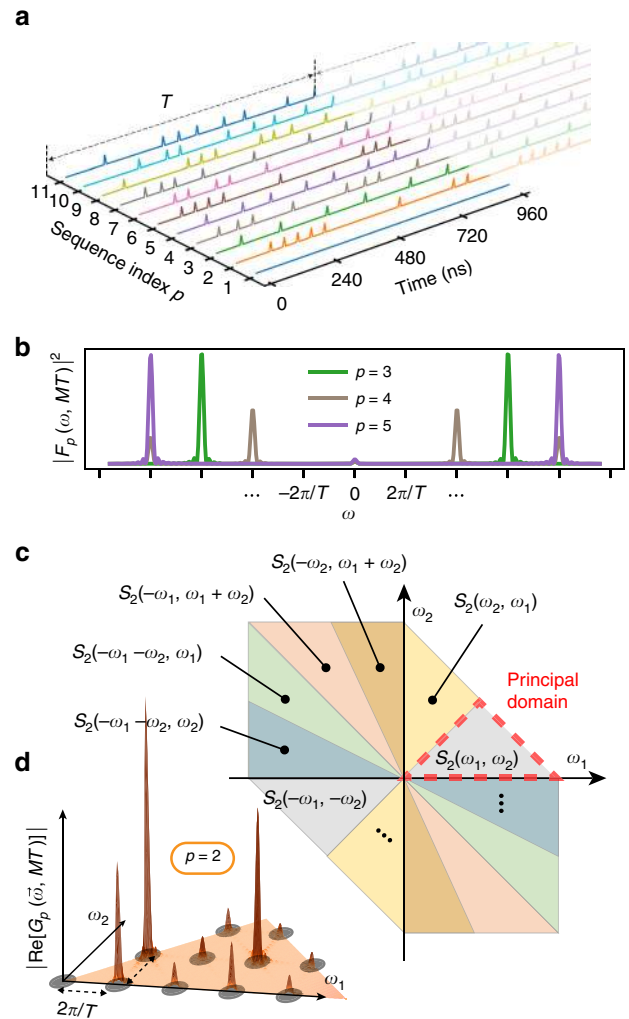 a
T
11
10
9
8
7
6
5
4
3
2
1
Sequence index p
0
240
480
720
960
Time (ns)
b
|F_p (ω, MT)|²
p = 3
p = 4
p = 5
... −2π/T 0 2π/T ...
ω
c
S₂(−ω₂, ω₁ + ω₂)
S₂(−ω₁, ω₁ + ω₂)
S₂(ω₂, ω₁)
ω₂
S₂(−ω₁ −ω₂, ω₁)
Principal
domain
S₂(−ω₁ −ω₂, ω₂)
S₂(ω₁, ω₂)
ω₁
S₂(−ω₁, −ω₂)
...
...
d
p = 2
|Re[G_p (ω⃗, MT)]|
ω₂
ω₁
2π/T